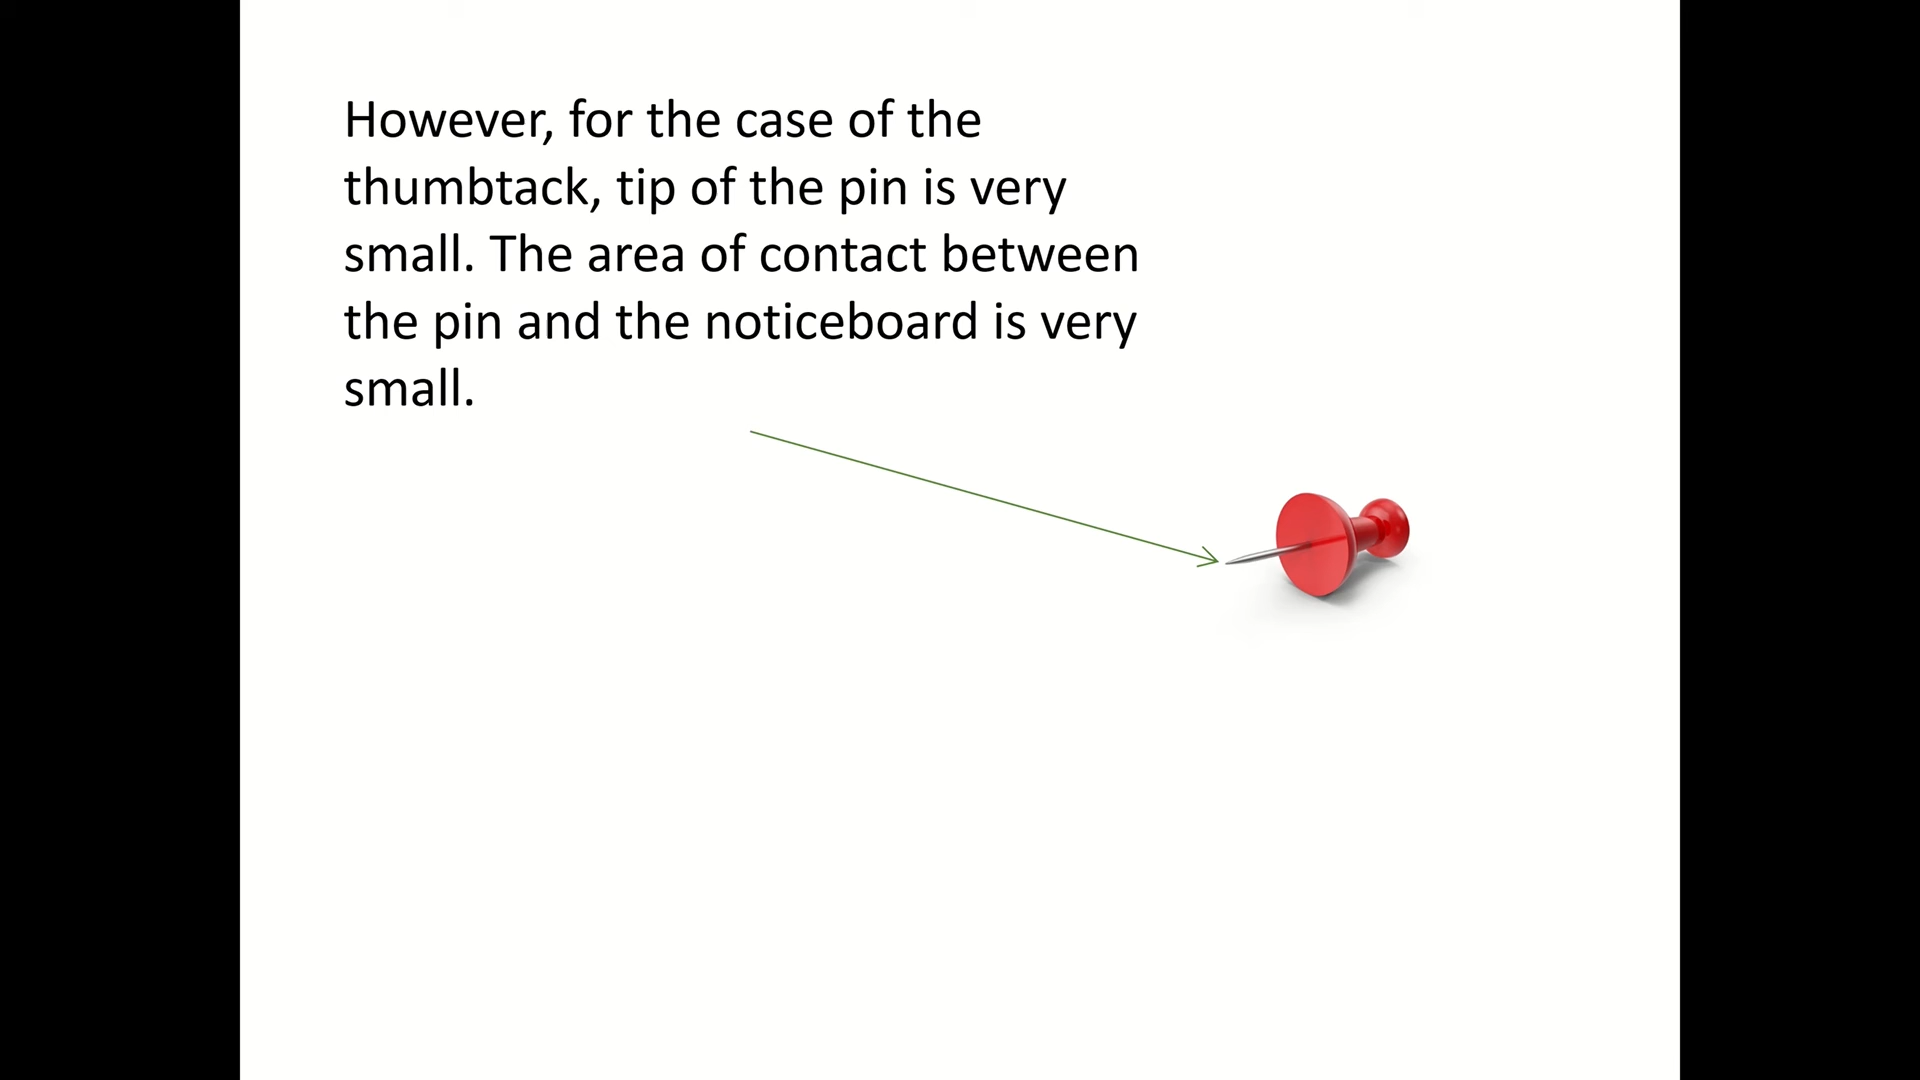 However, for the case of the
thumbtack, tip of the pin is very
small. The area of contact between
the pin and the noticeboard is very
small.